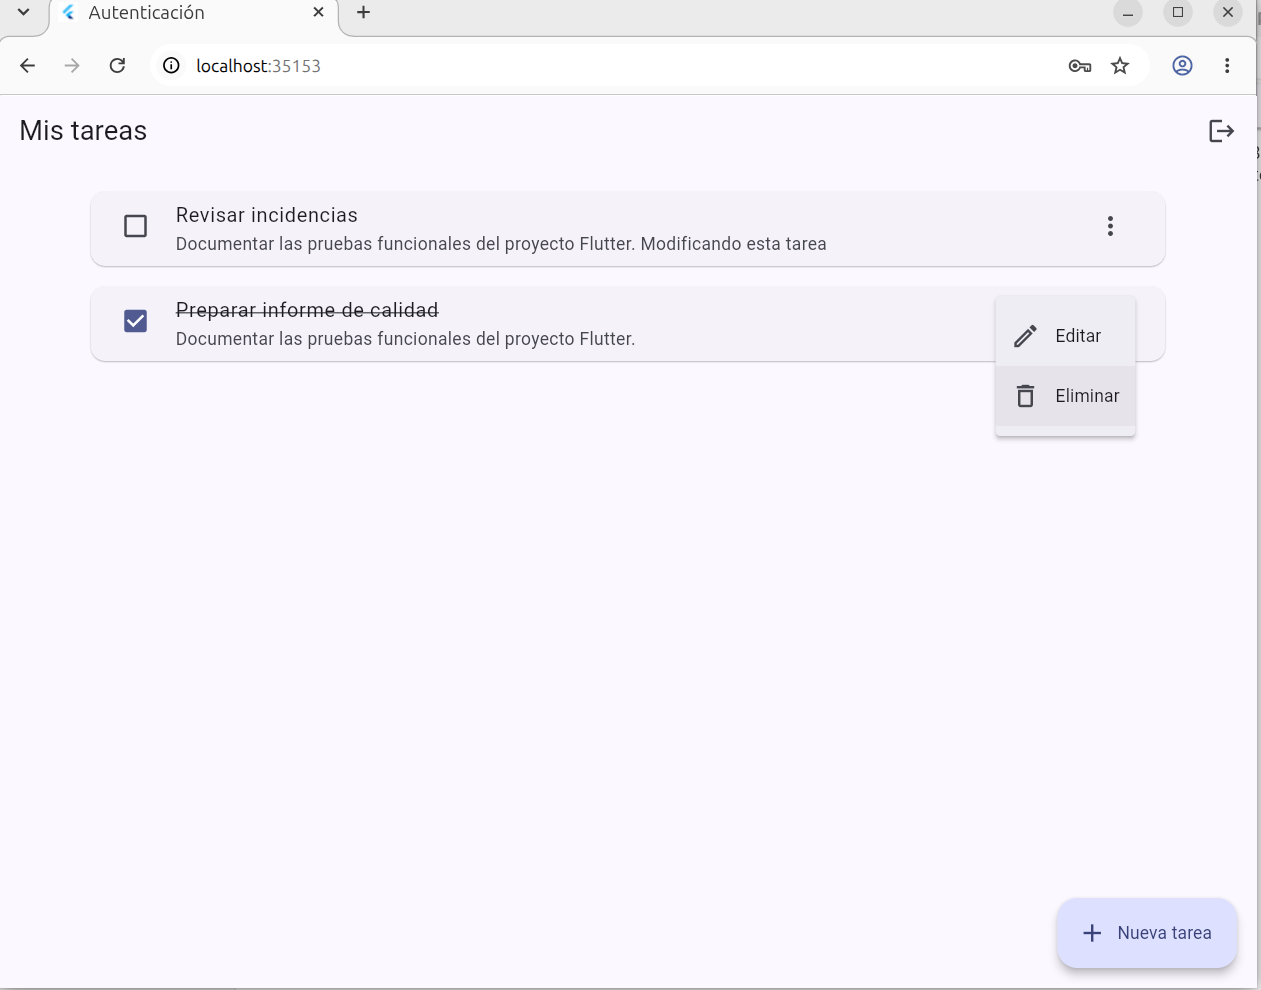 Autenticación
localhost:35153
Mis tareas
Revisar incidencias
Documentar las pruebas funcionales del proyecto Flutter. Modificando esta tarea
Preparar informe de calidad
Documentar las pruebas funcionales del proyecto Flutter.
Editar
Eliminar
Nueva tarea